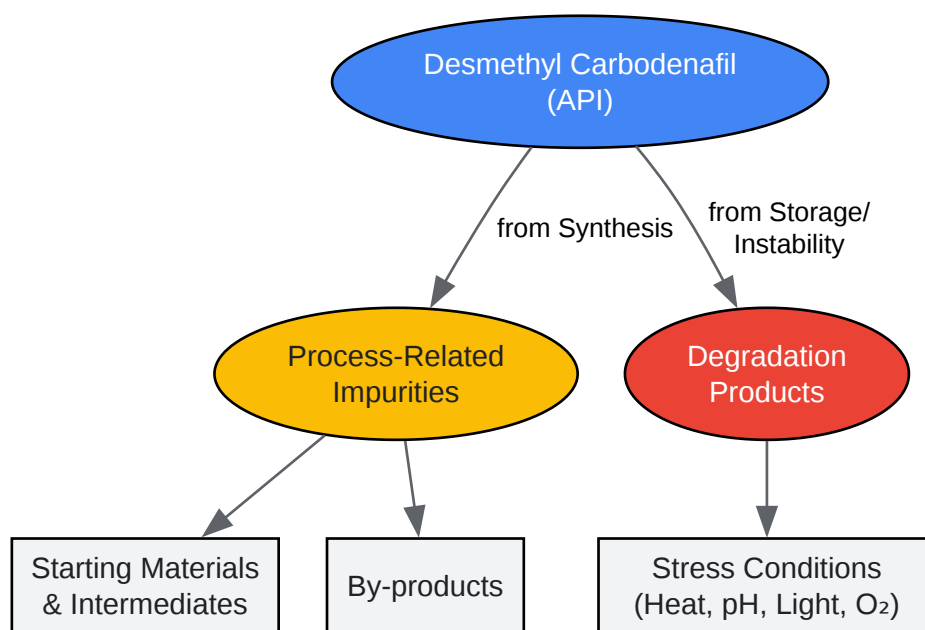 Desmethyl Carbodenafil
(API)
from Synthesis
from Storage/
Instability
Process-Related
Impurities
Degradation
Products
Starting Materials
& Intermediates
By-products
Stress Conditions
(Heat, pH, Light, O₂)